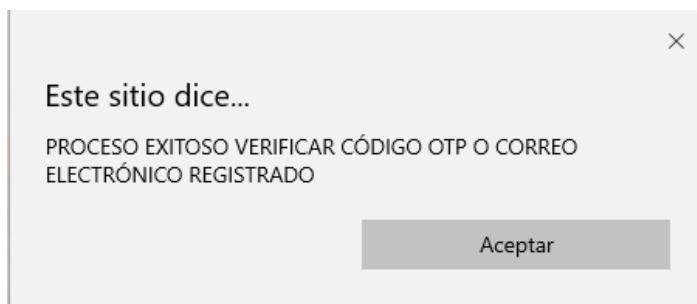 Este sitio dice...
PROCESO EXITOSO VERIFICAR CÓDIGO OTP O CORREO
ELECTRÓNICO REGISTRADO
Aceptar